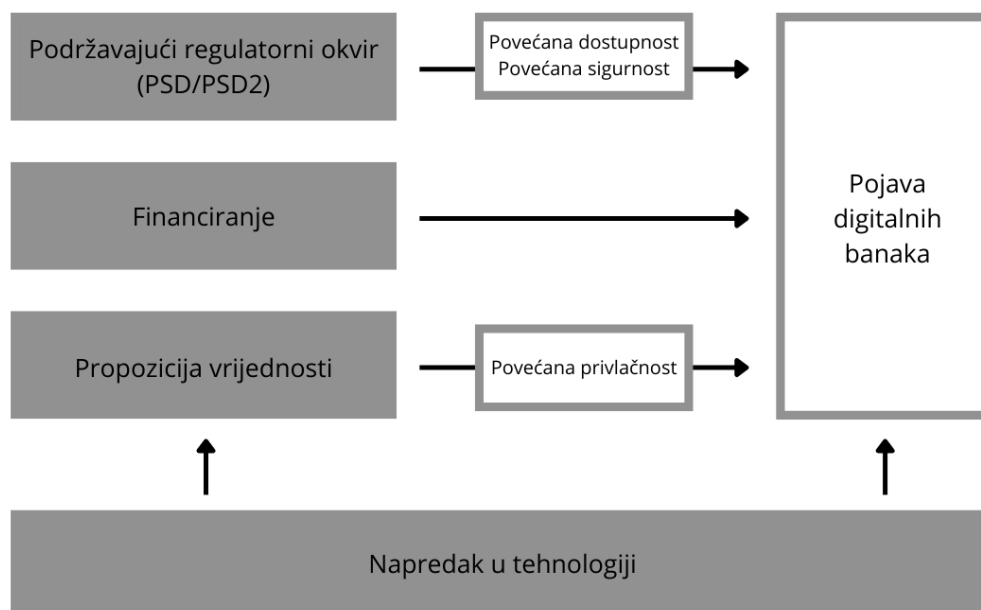 Podržavajući regulatorni okvir
(PSD/PSD2)
Povećana dostupnost
Povećana sigurnost
Pojava
digitalnih
banaka
Financiranje
Propozicija vrijednosti
Povećana privlačnost
Napredak u tehnologiji